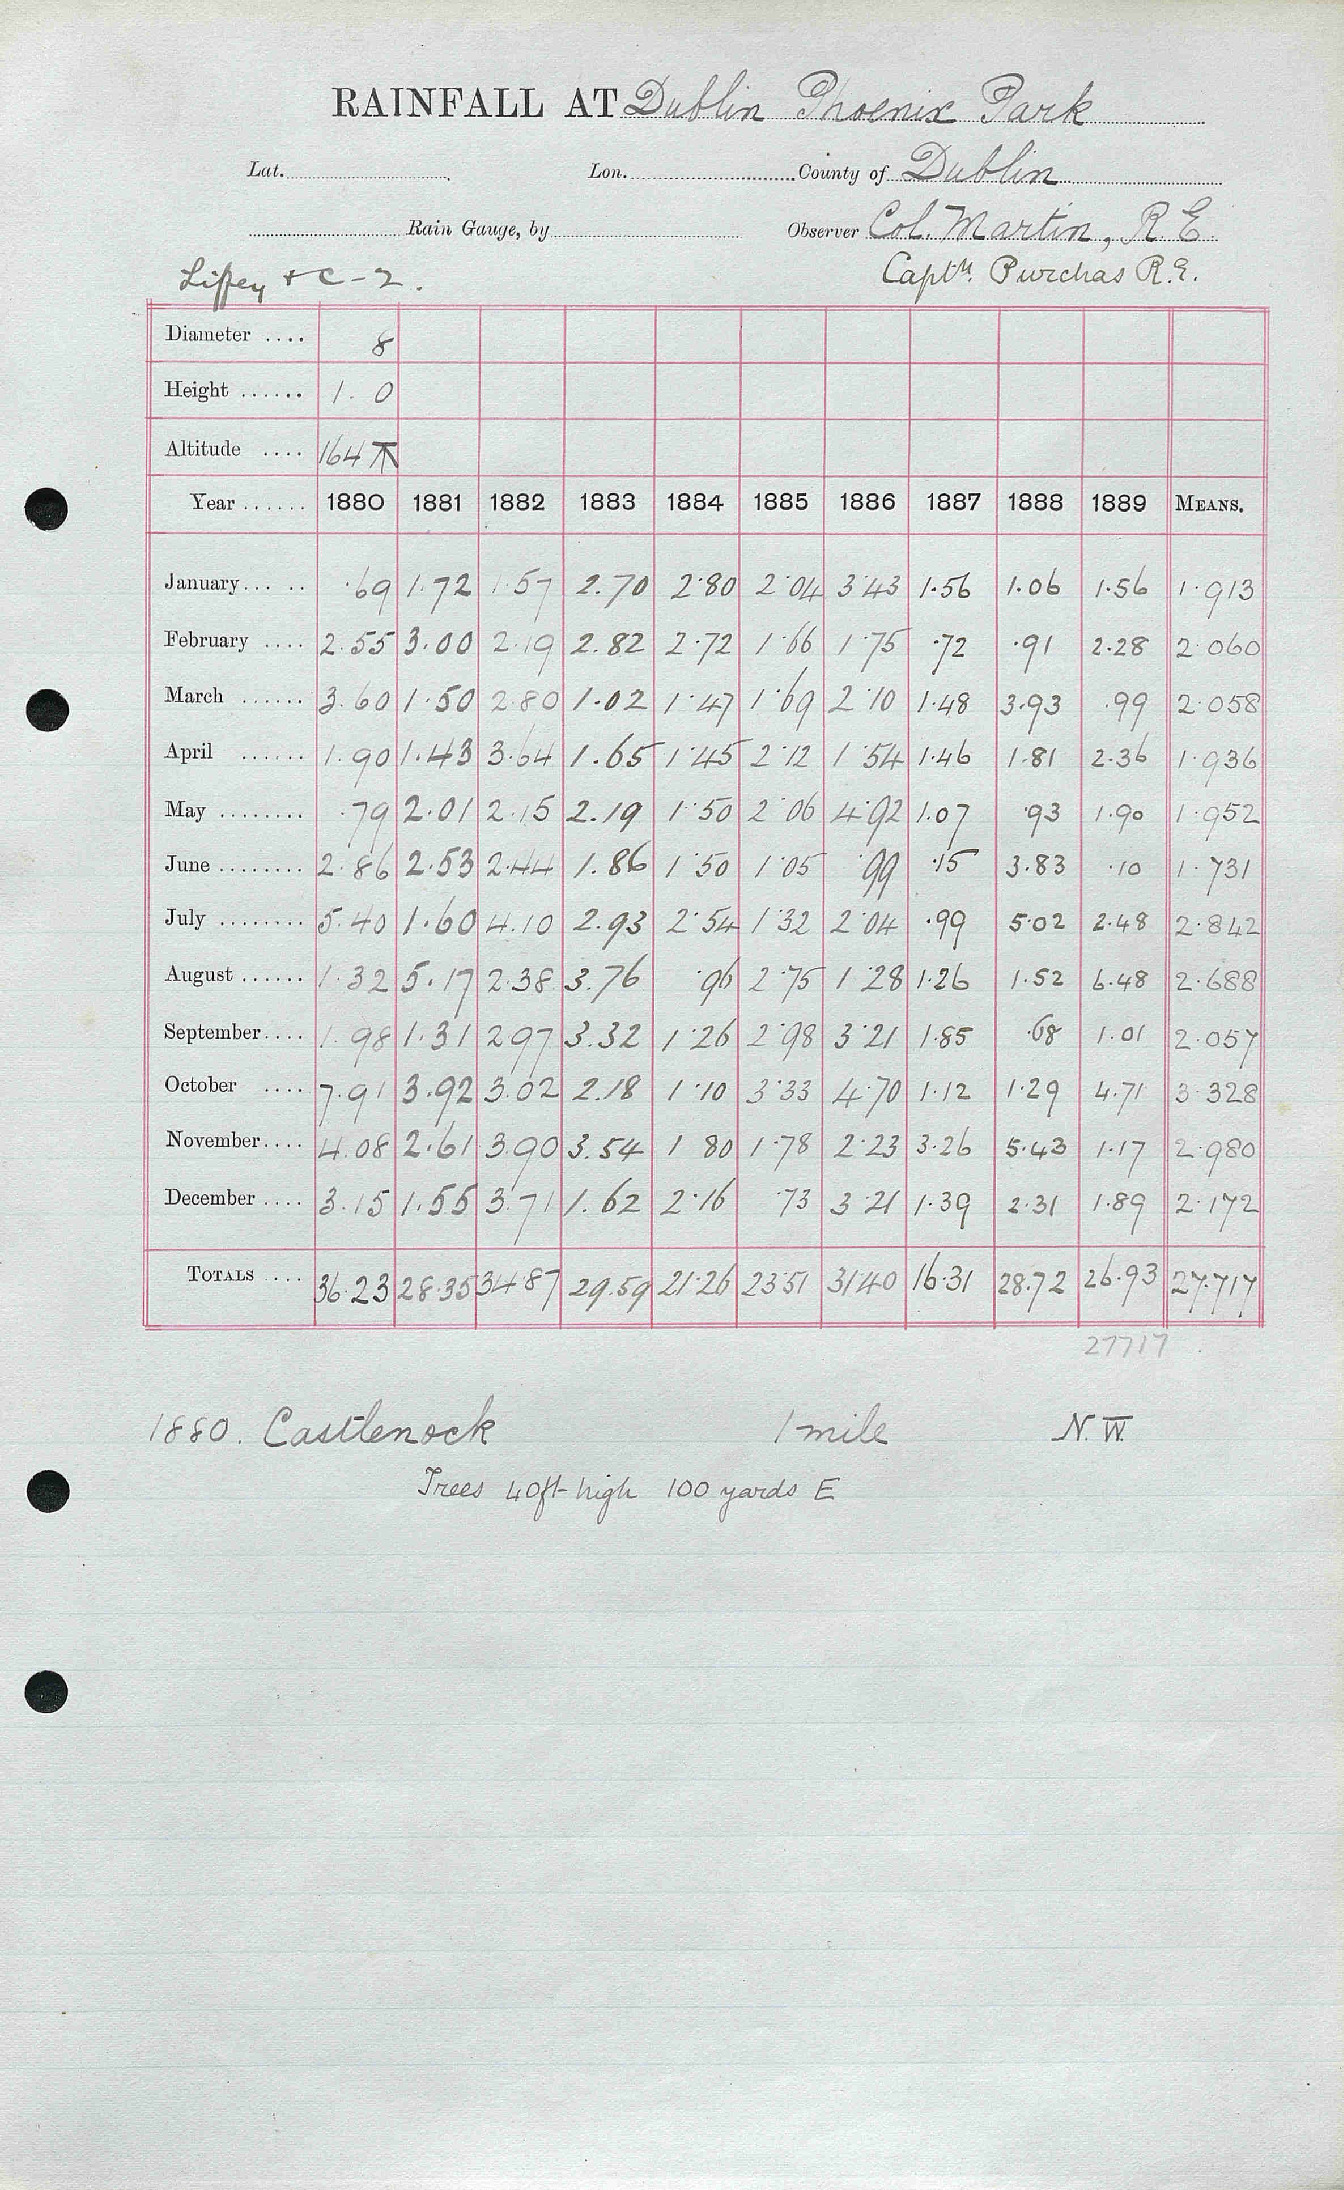 RAINFALL AT Dublin Phoenix Park
Lat. Lon. County of Dublin
Rain Gauge, by Observer Col. Martin, R.E.
Liffey + C-2. Captn. Purchas R.E.
Diameter .... 8
Height ...... 1. 0
Altitude .... 164
Year ...... 1880 1881 1882 1883 1884 1885 1886 1887 1888 1889 MEANS.
January ... .. .69 1.72 1.57 2.70 2.80 2.04 3.43 1.56 1.06 1.56 1.913
February .... 2.55 3.00 2.19 2.82 2.72 1.66 1.75 .72 .91 2.28 2.060
March ...... 3.60 1.50 2.80 1.02 1.47 1.69 2.10 1.48 3.93 .99 2.058
April ...... 1.90 1.43 3.64 1.65 1.45 2.12 1.54 1.46 1.81 2.36 1.936
May ........ .79 2.01 2.15 2.19 1.50 2.06 4.92 1.07 .93 1.90 1.952
June ........ 2.86 2.53 2.44 1.86 1.50 1.05 .99 .15 3.83 .10 1.731
July ........ 5.40 1.60 4.10 2.93 2.54 1.32 2.04 .99 5.02 2.48 2.842
August ...... 1.32 5.17 2.38 3.76 .96 2.75 1.28 1.26 1.52 6.48 2.688
September .... 1.98 1.31 2.97 3.32 1.26 2.98 3.21 1.85 .68 1.01 2.057
October .... 7.91 3.92 3.02 2.18 1.10 3.33 4.70 1.12 1.29 4.71 3.328
November .... 4.08 2.61 3.90 3.54 1 80 1.78 2.23 3.26 5.43 1.17 2.980
December .... 3.15 1.55 3.71 1.62 2.16 .73 3.21 1.39 2.31 1.89 2.172
TOTALS .... 36.23 28.35 34.87 29.59 21.26 23.51 31.40 16.31 28.72 26.93 27.717
27717
1880. Castlenock 1 mile N.W.
Trees 40ft high 100 yards E